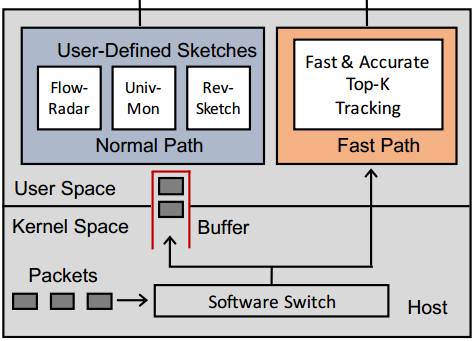 User-Defined Sketches
Flow-
Radar
Univ-
Mon
Rev-
Sketch
Normal Path
Fast & Accurate
Top-K
Tracking
Fast Path
User Space
Kernel Space
Buffer
Packets
Software Switch
Host